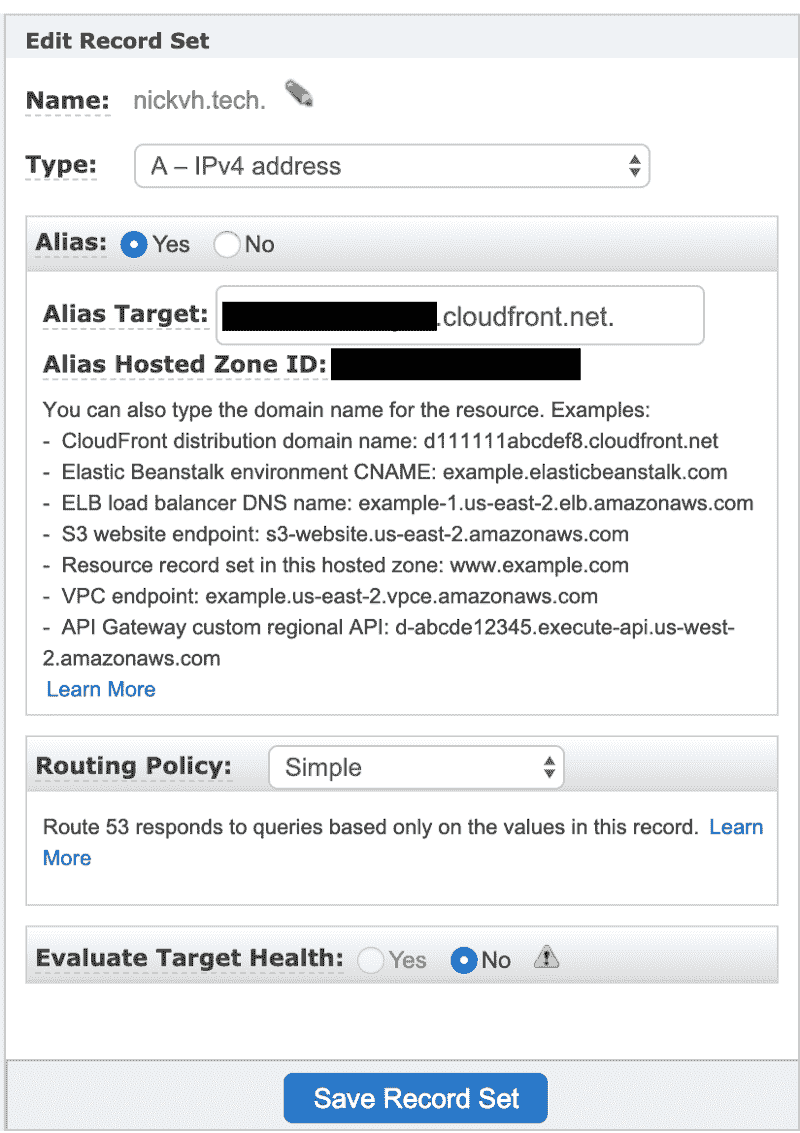 Edit Record Set
Name: nickvh.tech.
Type: A – IPv4 address
Alias: Yes No
Alias Target: .cloudfront.net.
Alias Hosted Zone ID:
You can also type the domain name for the resource. Examples:
- CloudFront distribution domain name: d111111abcdef8.cloudfront.net
- Elastic Beanstalk environment CNAME: example.elasticbeanstalk.com
- ELB load balancer DNS name: example-1.us-east-2.elb.amazonaws.com
- S3 website endpoint: s3-website.us-east-2.amazonaws.com
- Resource record set in this hosted zone: www.example.com
- VPC endpoint: example.us-east-2.vpce.amazonaws.com
- API Gateway custom regional API: d-abcde12345.execute-api.us-west-
2.amazonaws.com
Learn More
Routing Policy: Simple
Route 53 responds to queries based only on the values in this record. Learn
More
Evaluate Target Health: Yes No
Save Record Set